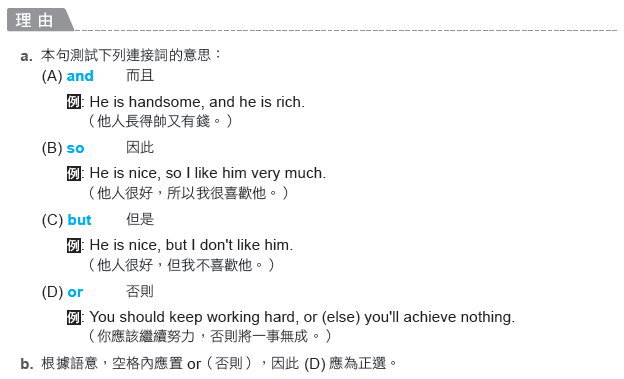 理由
a. 本句測試下列連接詞的意思：
(A) and 而且
例: He is handsome, and he is rich.
（他人長得帥又有錢。）
(B) so 因此
例: He is nice, so I like him very much.
（他人很好，所以我很喜歡他。）
(C) but 但是
例: He is nice, but I don't like him.
（他人很好，但我不喜歡他。）
(D) or 否則
例: You should keep working hard, or (else) you'll achieve nothing.
（你應該繼續努力，否則將一事無成。）
b. 根據語意，空格內應置 or（否則），因此 (D) 應為正選。